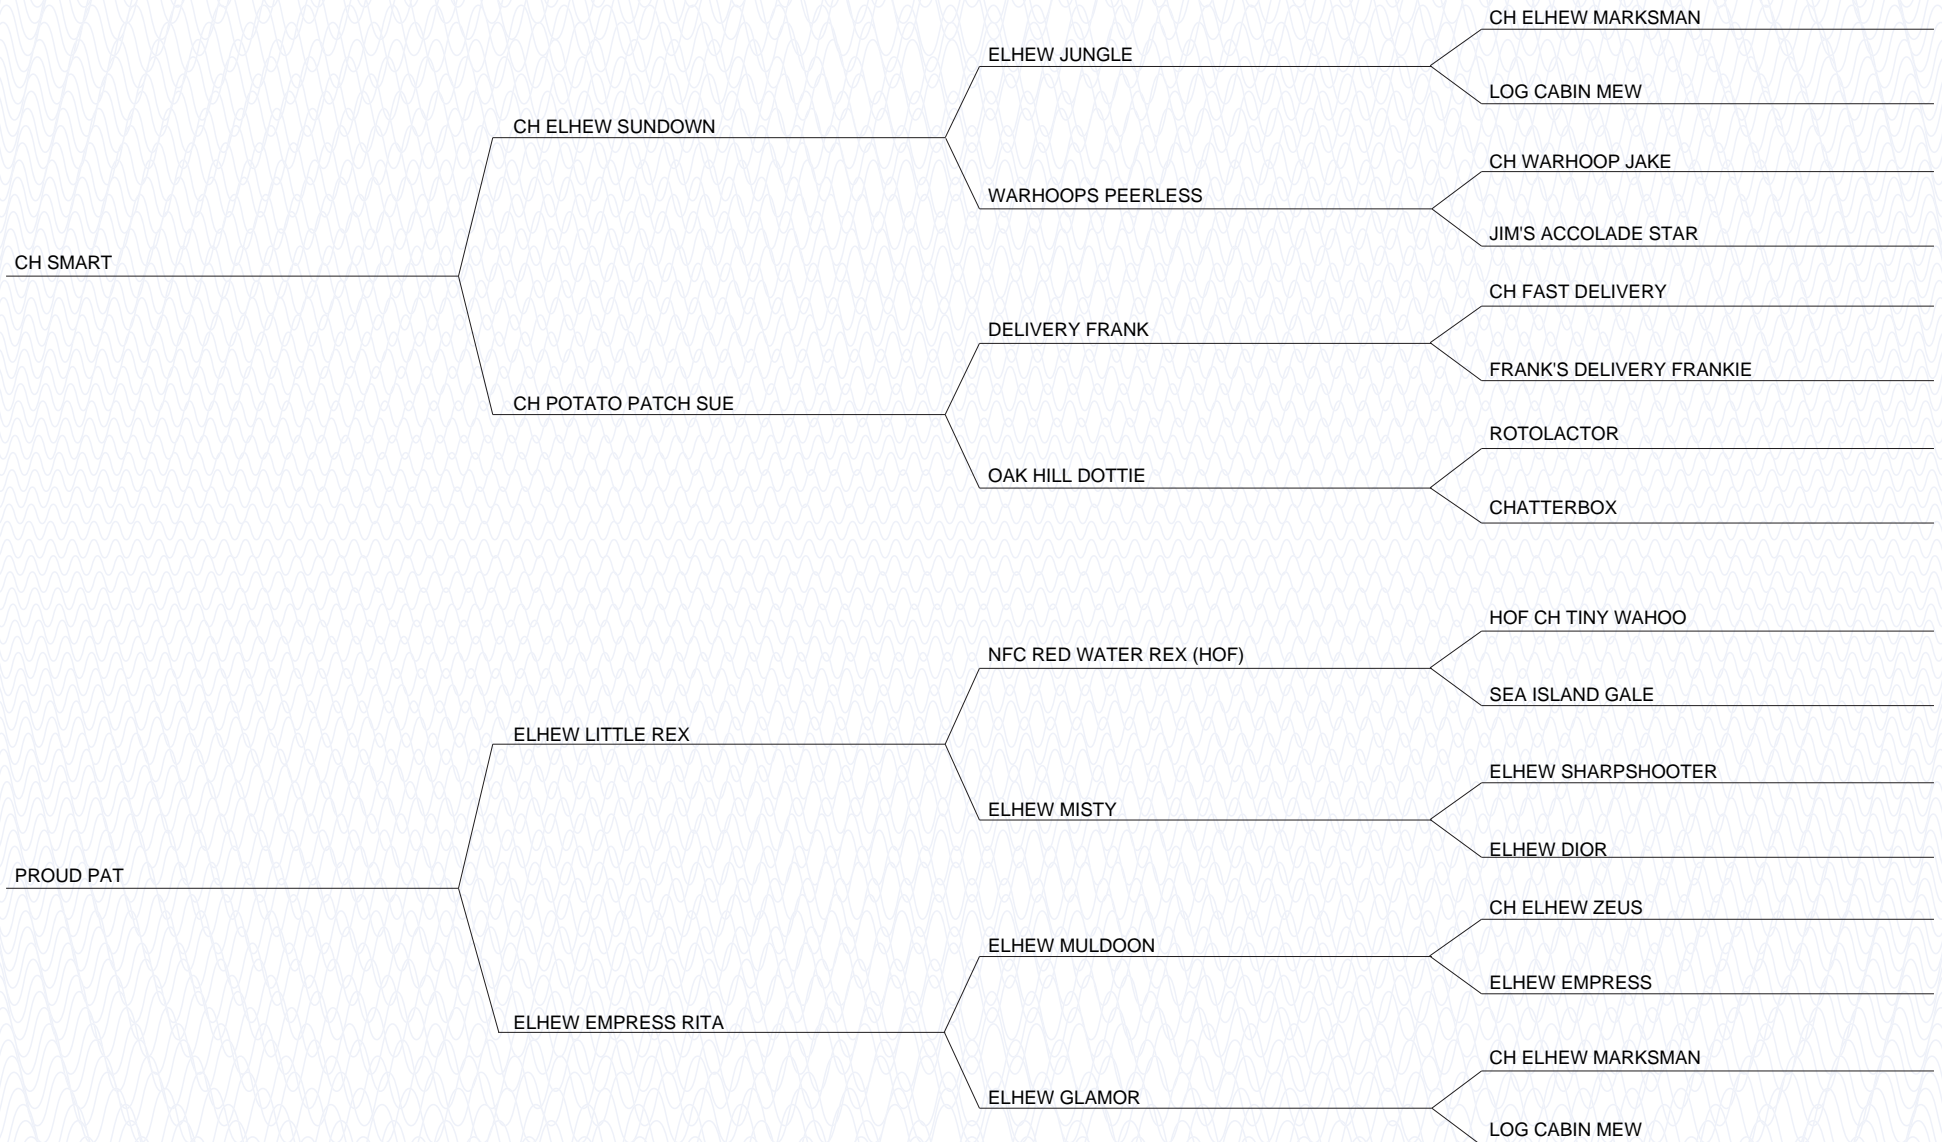 CH SMART
CH ELHEW SUNDOWN
ELHEW JUNGLE
CH ELHEW MARKSMAN
LOG CABIN MEW
WARHOOPS PEERLESS
CH WARHOOP JAKE
JIM'S ACCOLADE STAR
CH POTATO PATCH SUE
DELIVERY FRANK
CH FAST DELIVERY
FRANK'S DELIVERY FRANKIE
OAK HILL DOTTIE
ROTOLACTOR
CHATTERBOX
PROUD PAT
ELHEW LITTLE REX
NFC RED WATER REX (HOF)
HOF CH TINY WAHOO
SEA ISLAND GALE
ELHEW MISTY
ELHEW SHARPSHOOTER
ELHEW DIOR
ELHEW EMPRESS RITA
ELHEW MULDOON
CH ELHEW ZEUS
ELHEW EMPRESS
ELHEW GLAMOR
CH ELHEW MARKSMAN
LOG CABIN MEW